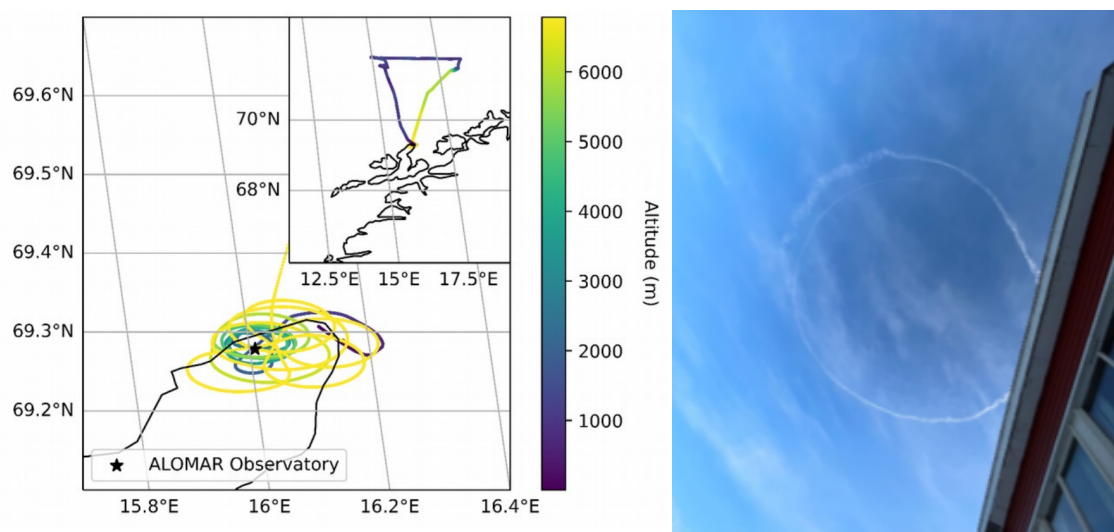 69.6°N
69.5°N
69.4°N
69.3°N
69.2°N
15.8°E
16°E
16.2°E
16.4°E
70°N
68°N
12.5°E
15°E
17.5°E
ALOMAR Observatory
6000
5000
4000
3000
2000
1000
Altitude (m)